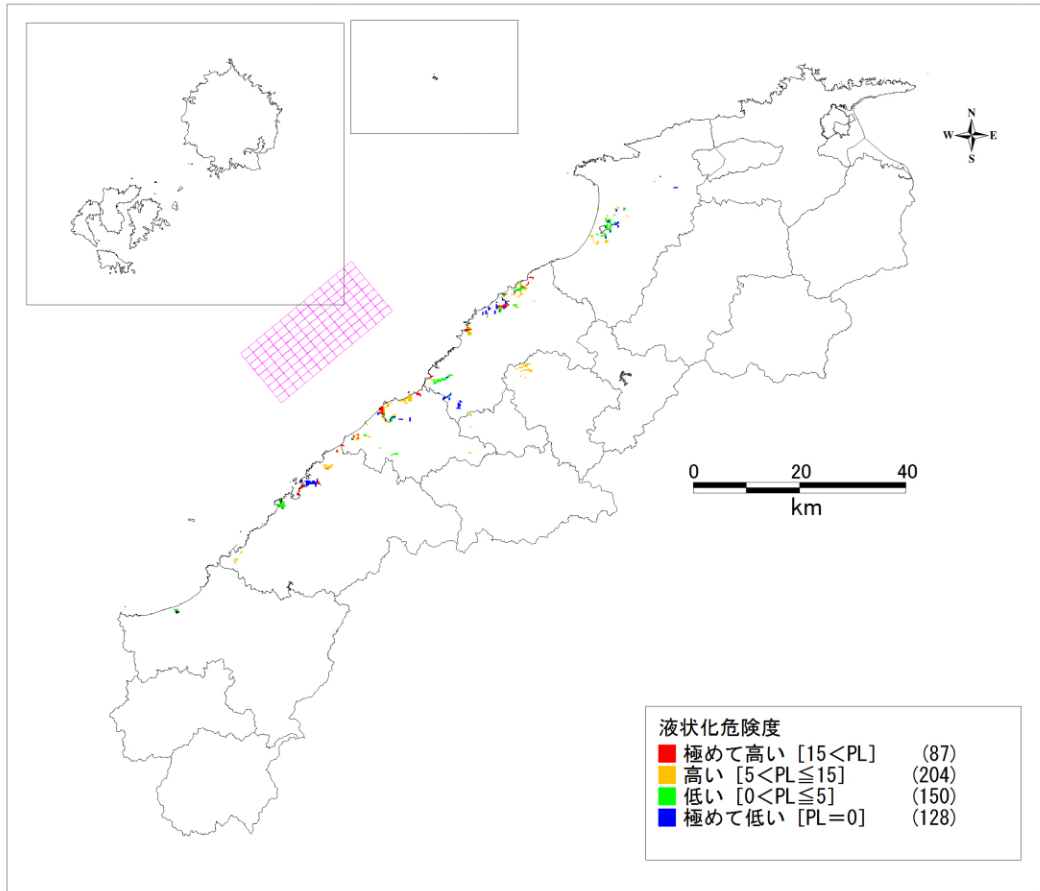 N
W E
S
0 20 40
km
液状化危険度
極めて高い [15<PL] (87)
高い [5<PL≦15] (204)
低い [0<PL≦5] (150)
極めて低い [PL=0] (128)